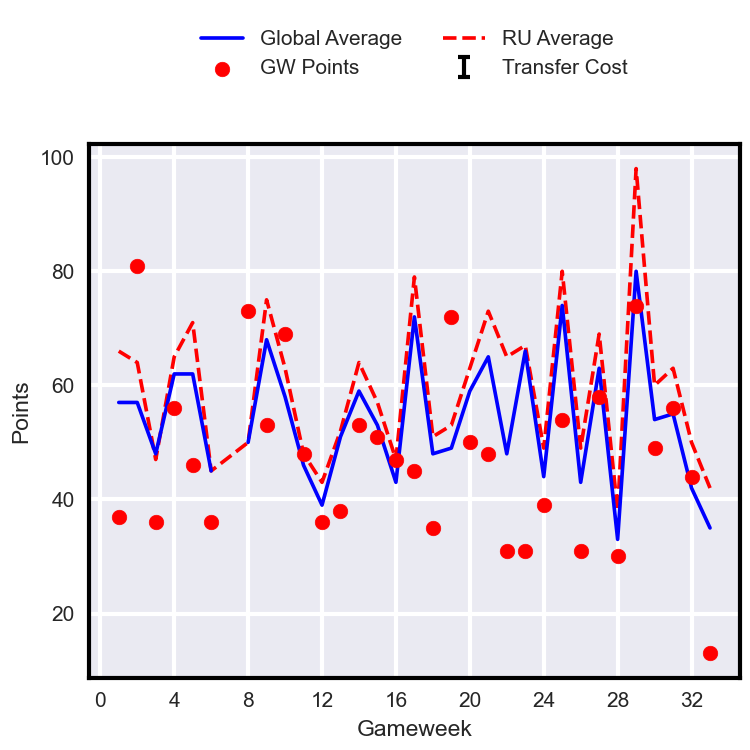 Global Average RU Average
GW Points Transfer Cost
100
80
60
40
20
Points
0 4 8 12 16 20 24 28 32
Gameweek